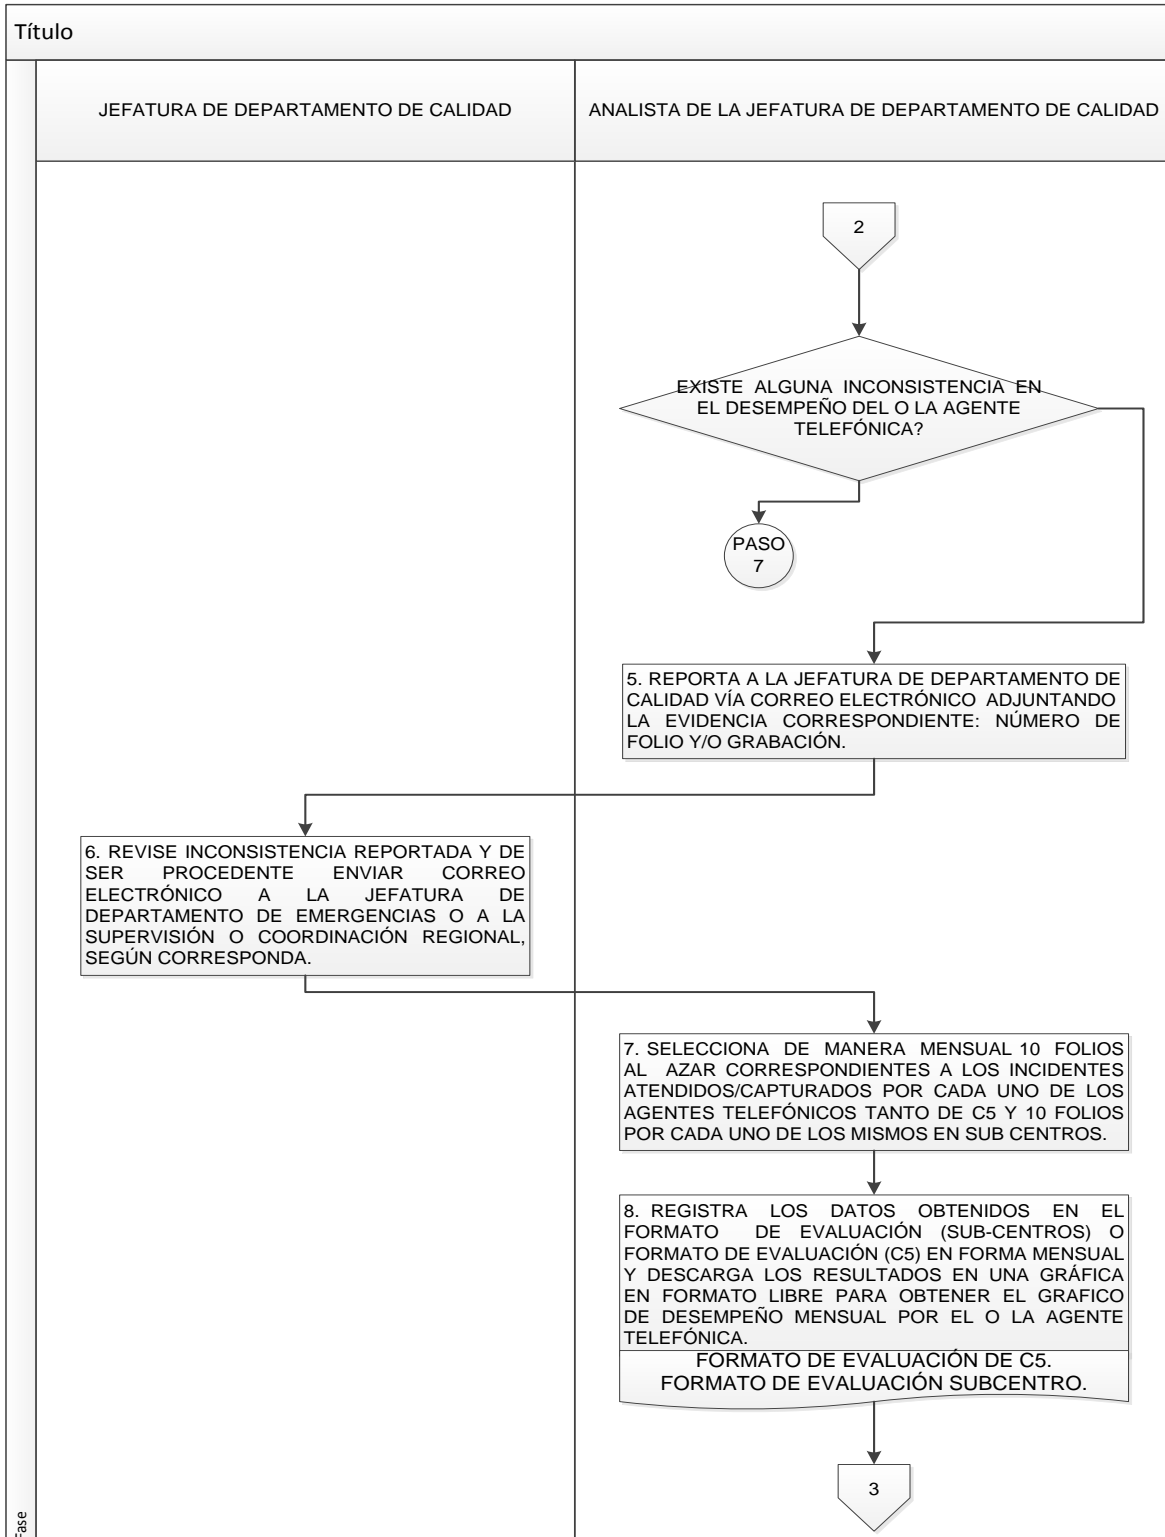 Título
JEFATURA DE DEPARTAMENTO DE CALIDAD
ANALISTA DE LA JEFATURA DE DEPARTAMENTO DE CALIDAD
2
EXISTE ALGUNA INCONSISTENCIA EN
EL DESEMPEÑO DEL O LA AGENTE
TELEFÓNICA?
PASO
7
5. REPORTA A LA JEFATURA DE DEPARTAMENTO DE
CALIDAD VÍA CORREO ELECTRÓNICO ADJUNTANDO
LA EVIDENCIA CORRESPONDIENTE: NÚMERO DE
FOLIO Y/O GRABACIÓN.
6. REVISE INCONSISTENCIA REPORTADA Y DE
SER PROCEDENTE ENVIAR CORREO
ELECTRÓNICO A LA JEFATURA DE
DEPARTAMENTO DE EMERGENCIAS O A LA
SUPERVISIÓN O COORDINACIÓN REGIONAL,
SEGÚN CORRESPONDA.
7. SELECCIONA DE MANERA MENSUAL 10 FOLIOS
AL AZAR CORRESPONDIENTES A LOS INCIDENTES
ATENDIDOS/CAPTURADOS POR CADA UNO DE LOS
AGENTES TELEFÓNICOS TANTO DE C5 Y 10 FOLIOS
POR CADA UNO DE LOS MISMOS EN SUB CENTROS.
8. REGISTRA LOS DATOS OBTENIDOS EN EL
FORMATO DE EVALUACIÓN (SUB-CENTROS) O
FORMATO DE EVALUACIÓN (C5) EN FORMA MENSUAL
Y DESCARGA LOS RESULTADOS EN UNA GRÁFICA
EN FORMATO LIBRE PARA OBTENER EL GRAFICO
DE DESEMPEÑO MENSUAL POR EL O LA AGENTE
TELEFÓNICA.
FORMATO DE EVALUACIÓN DE C5.
FORMATO DE EVALUACIÓN SUBCENTRO.
3
Fase